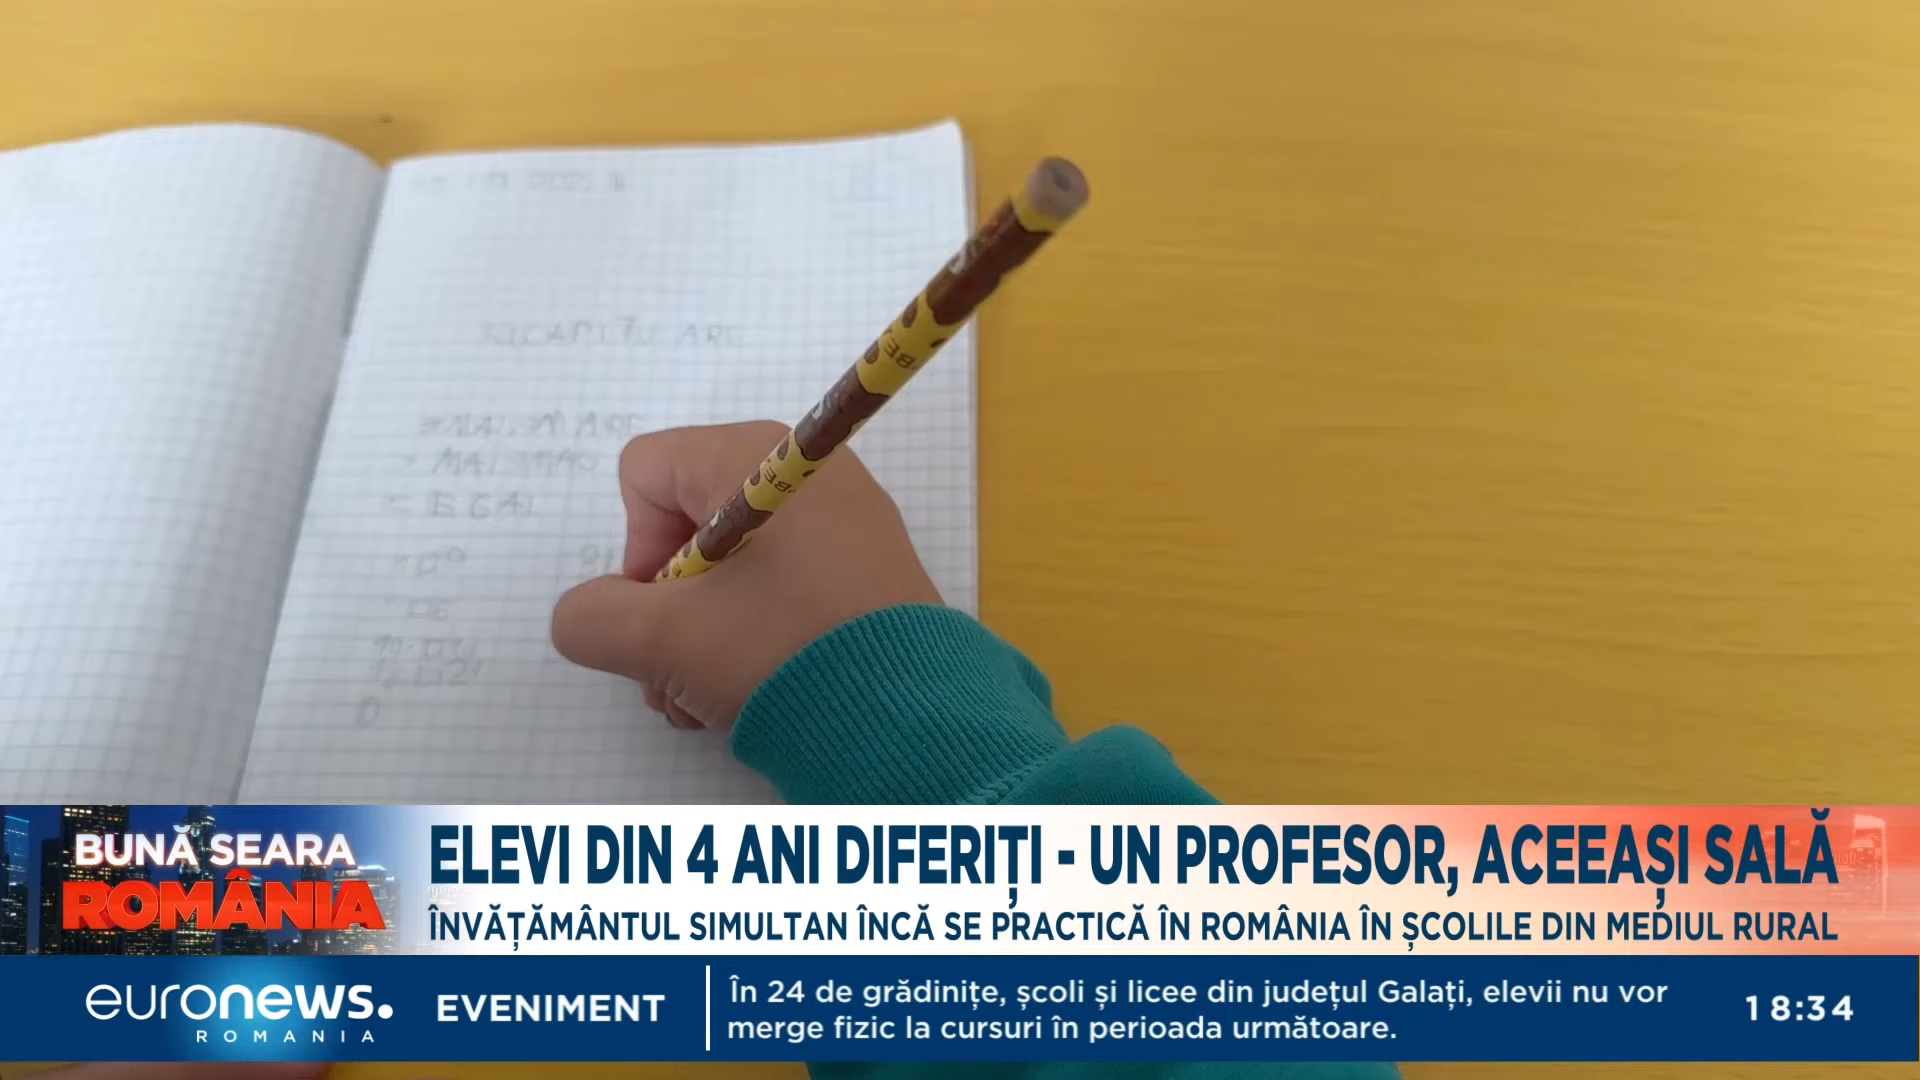 MARE
BUNĂ SEARA
ROMÂNIA
ELEVI DIN 4 ANI DIFERIȚI - UN PROFESOR, ACEEAȘI SALĂ
ÎNVĂȚĂMÂNTUL SIMULTAN ÎNCĂ SE PRACTICĂ ÎN ROMÂNIA ÎN ȘCOLILE DIN MEDIUL RURAL
euronews.
ROMANIA
EVENIMENT
În 24 de grădinițe, școli și licee din județul Galați, elevii nu vor
merge fizic la cursuri în perioada următoare.
18:34